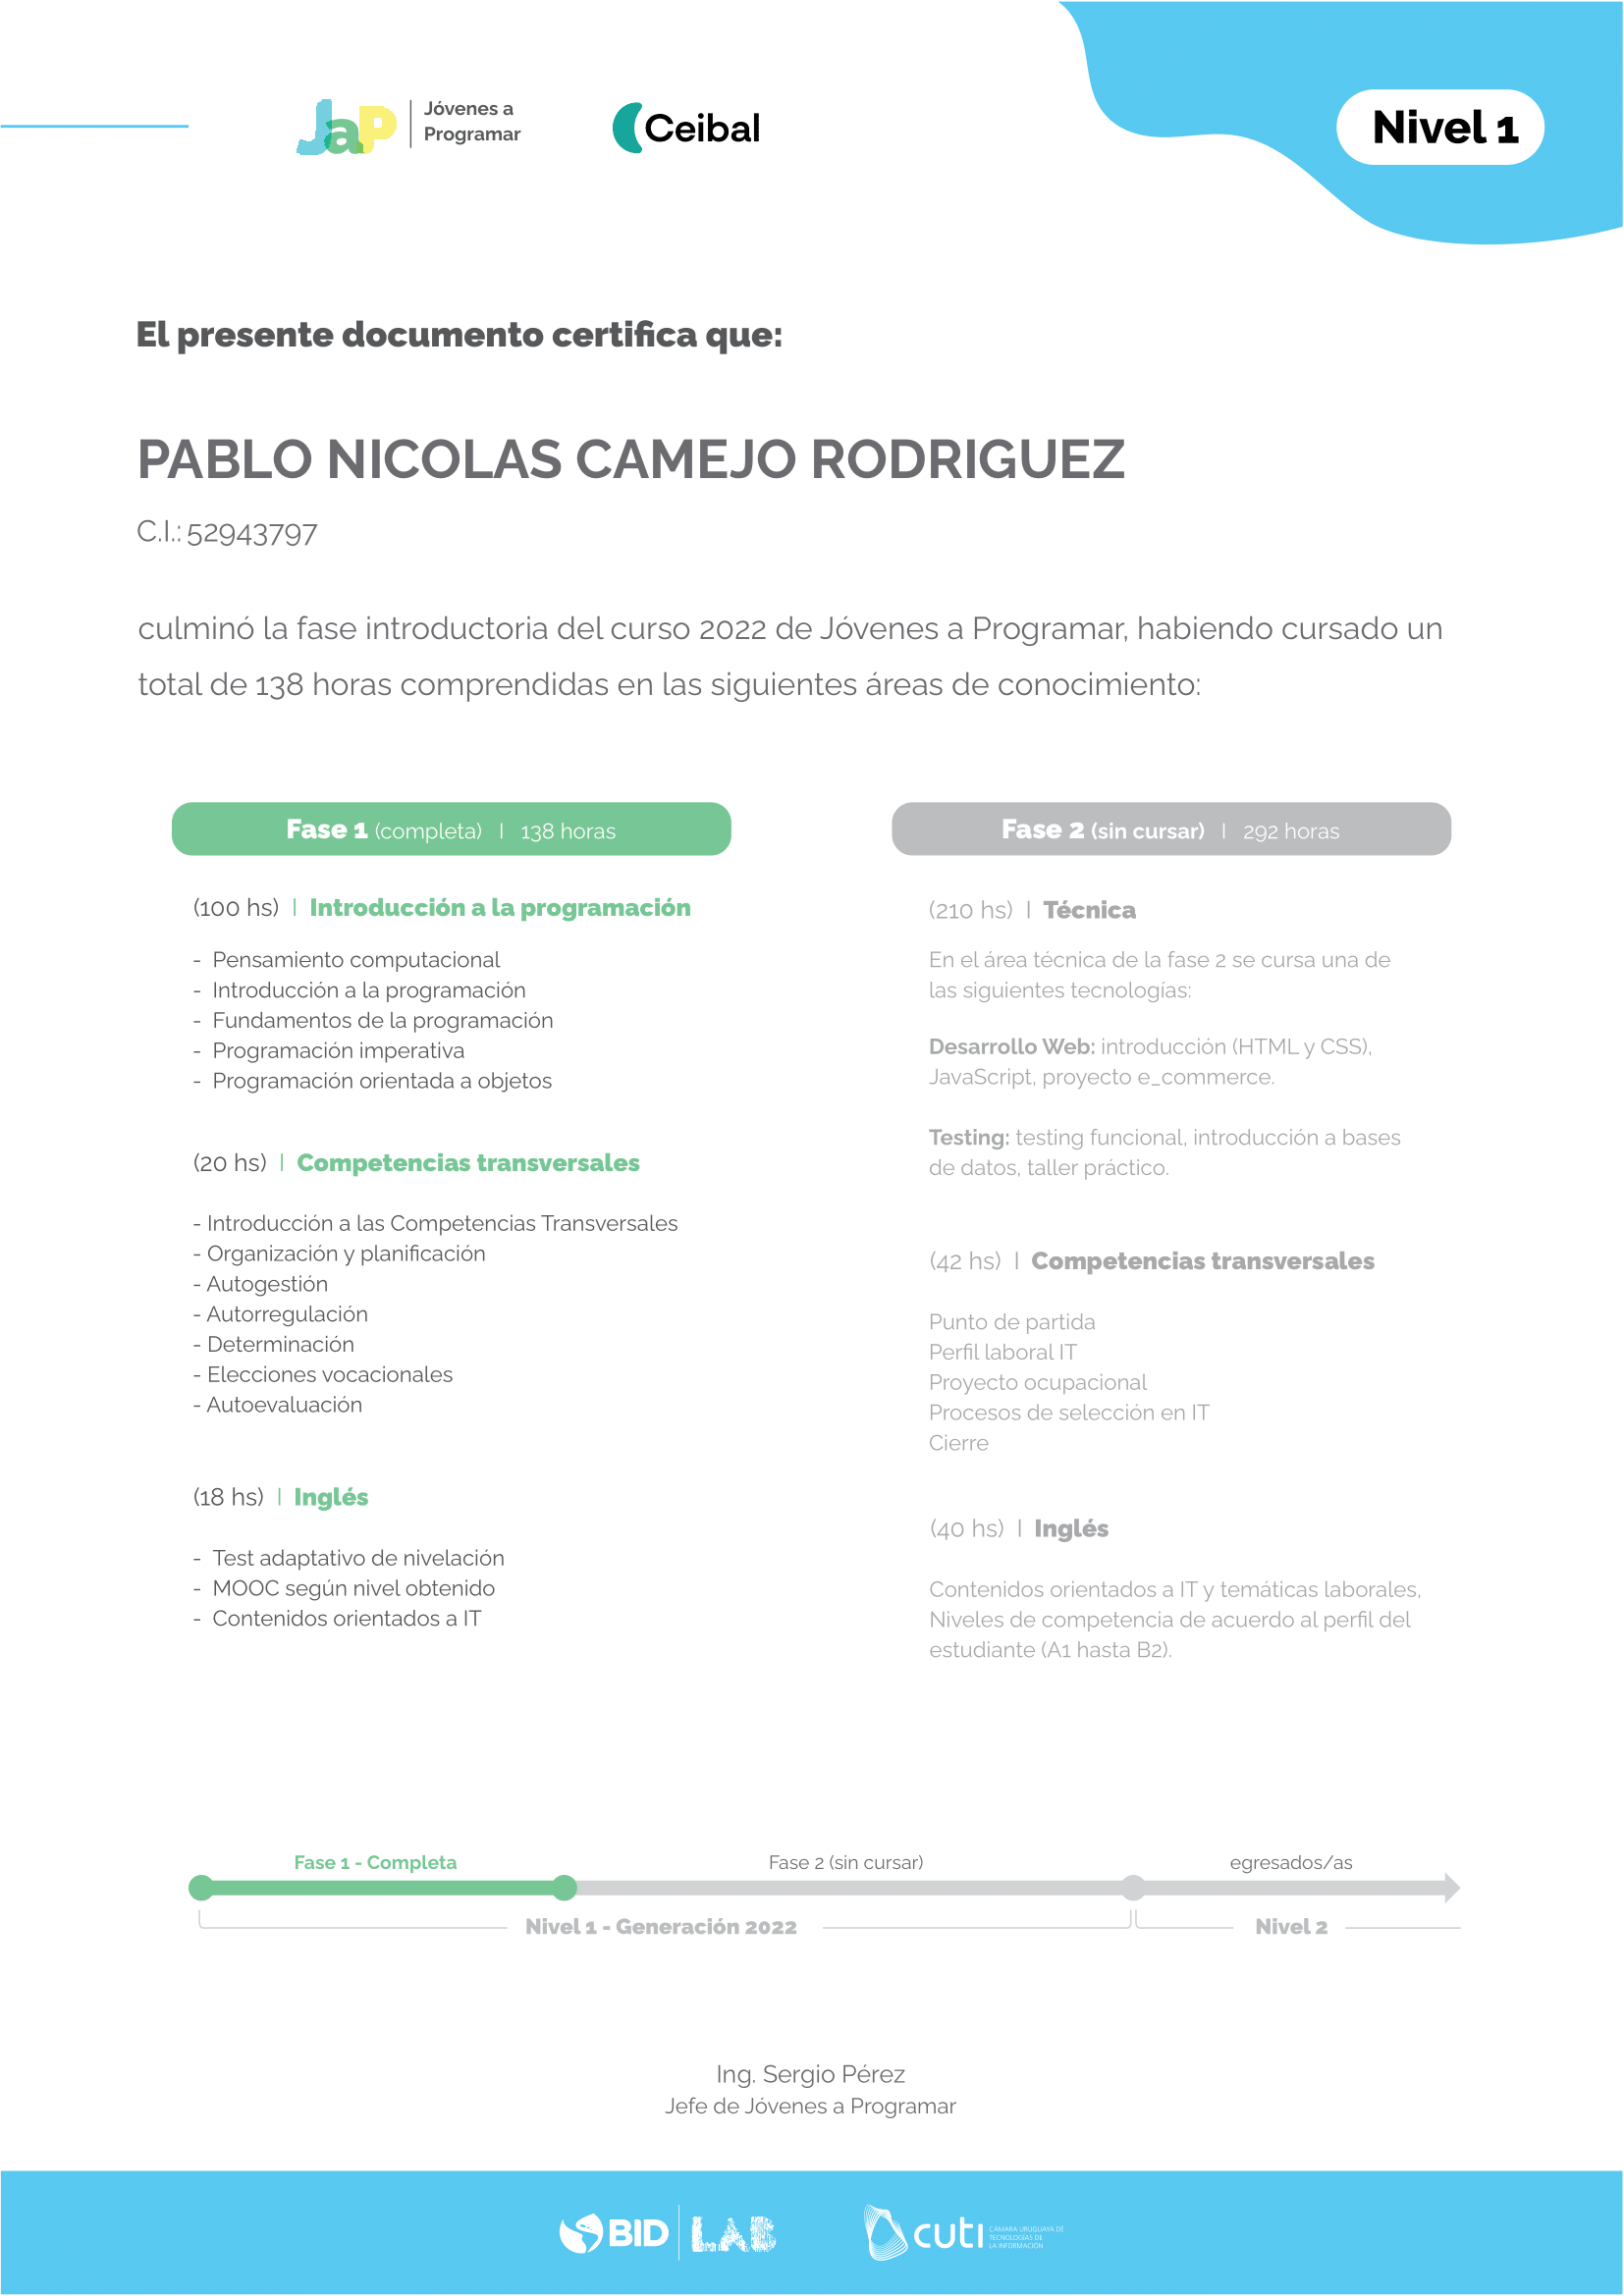 JaP
Jóvenes a
Programar
Ceibal
Nivel 1
El presente documento certifica que:
PABLO NICOLAS CAMEJO RODRIGUEZ
C.I.: 52943797
culminó la fase introductoria del curso 2022 de Jóvenes a Programar, habiendo cursado un
total de 138 horas comprendidas en las siguientes áreas de conocimiento:
Fase 1 (completa) | 138 horas
(100 hs) | Introducción a la programación
- Pensamiento computacional
- Introducción a la programación
- Fundamentos de la programación
- Programación imperativa
- Programación orientada a objetos
(20 hs) | Competencias transversales
- Introducción a las Competencias Transversales
- Organización y planificación
- Autogestión
- Autorregulación
- Determinación
- Elecciones vocacionales
- Autoevaluación
(18 hs) | Inglés
- Test adaptativo de nivelación
- MOOC según nivel obtenido
- Contenidos orientados a IT
Fase 2 (sin cursar) | 292 horas
(210 hs) | Técnica
En el área técnica de la fase 2 se cursa una de
las siguientes tecnologías:
Desarrollo Web: introducción (HTML y CSS),
JavaScript, proyecto e_commerce.
Testing: testing funcional, introducción a bases
de datos, taller práctico.
(42 hs) | Competencias transversales
Punto de partida
Perfil laboral IT
Proyecto ocupacional
Procesos de selección en IT
Cierre
(40 hs) | Inglés
Contenidos orientados a IT y temáticas laborales,
Niveles de competencia de acuerdo al perfil del
estudiante (A1 hasta B2).
Fase 1 - Completa
Fase 2 (sin cursar)
egresados/as
Nivel 1 - Generación 2022
Nivel 2
Ing. Sergio Pérez
Jefe de Jóvenes a Programar
BID
LAB
cuti
CÁMARA URUGUAYA DE
TECNOLOGÍAS DE
LA INFORMACIÓN